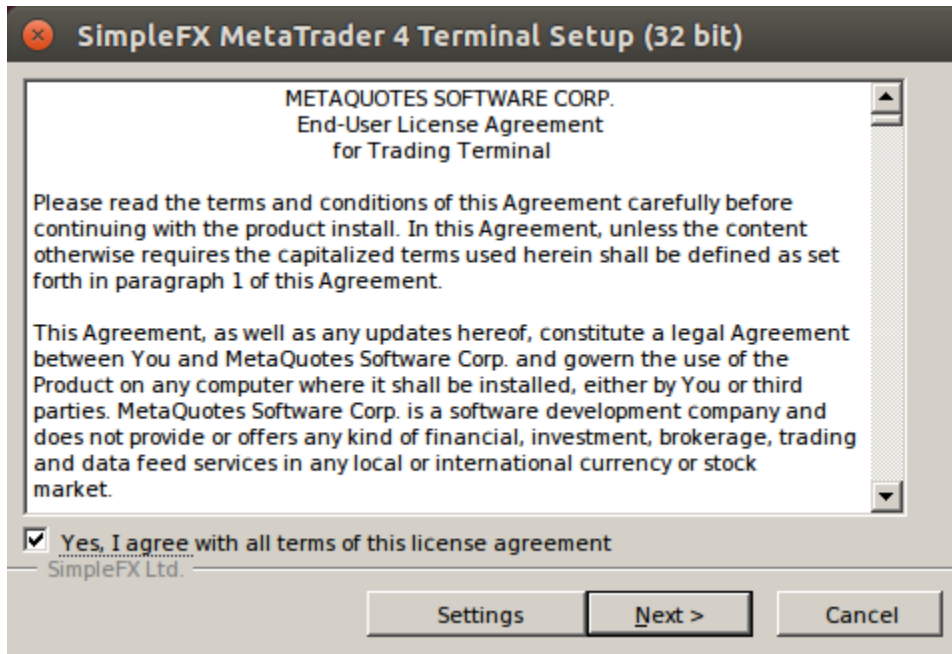 SimpleFX MetaTrader 4 Terminal Setup (32 bit)
METAQUOTES SOFTWARE CORP.
End-User License Agreement
for Trading Terminal
Please read the terms and conditions of this Agreement carefully before
continuing with the product install. In this Agreement, unless the content
otherwise requires the capitalized terms used herein shall be defined as set
forth in paragraph 1 of this Agreement.
This Agreement, as well as any updates hereof, constitute a legal Agreement
between You and MetaQuotes Software Corp. and govern the use of the
Product on any computer where it shall be installed, either by You or third
parties. MetaQuotes Software Corp. is a software development company and
does not provide or offers any kind of financial, investment, brokerage, trading
and data feed services in any local or international currency or stock
market.
Yes, I agree with all terms of this license agreement
SimpleFX Ltd.
Settings Next > Cancel